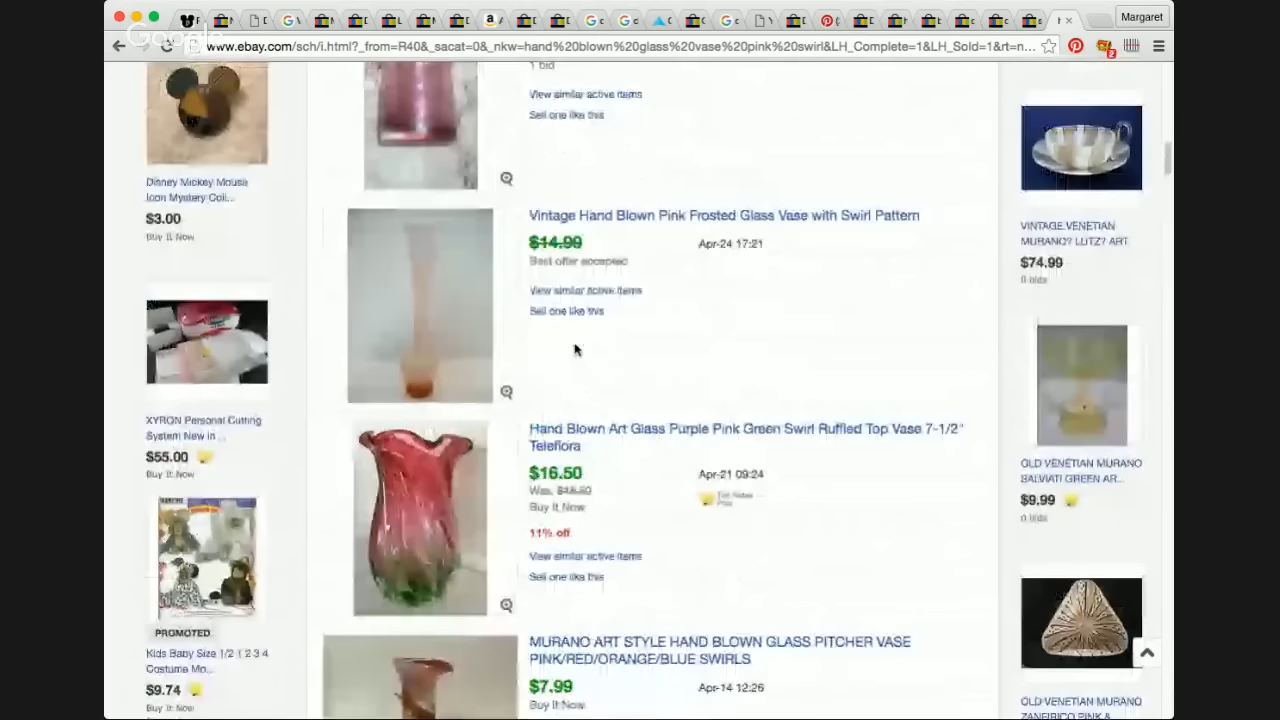 Margaret
Google
www.ebay.com/sch/i.html?_from=R40&_sacat=0&_nkw=hand%20blown%20glass%20vase%20pink%20swirl&LH_Complete=1&LH_Sold=1&rt=n...
2
Disney Mickey Mouse
Icon Mystery Coll...
$3.00
Buy It Now
XYRON Personal Cutting
System New in ...
$55.00
Buy It Now
PROMOTED
Kids Baby Size 1/2 1 2 3 4
Costume Mo...
$9.74
Buy It Now
1 bid
View similar active items
Sell one like this
Vintage Hand Blown Pink Frosted Glass Vase with Swirl Pattern
$14.99
Apr-24 17:21
Best offer accepted
View similar active items
Sell one like this
Hand Blown Art Glass Purple Pink Green Swirl Ruffled Top Vase 7-1/2"
Teleflora
$16.50
Apr-21 09:24
Was:
Buy It Now
11% off
View similar active items
Sell one like this
MURANO ART STYLE HAND BLOWN GLASS PITCHER VASE
PINK/RED/ORANGE/BLUE SWIRLS
$7.99
Apr-14 12:26
Buy It Now
VINTAGE VENETIAN
MURANO? LUTZ? ART
$74.99
0 bids
OLD VENETIAN MURANO
SALVIATI GREEN AR...
$9.99
0 bids
OLD VENETIAN MURANO
ZANFIRICO PINK &